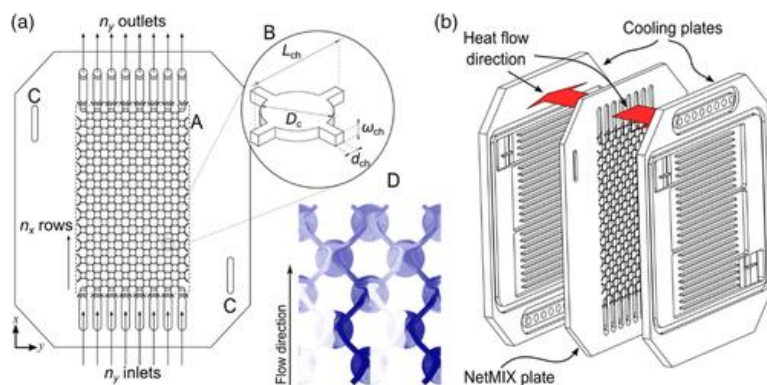 (a)
n_y outlets
B
L_ch
C
A
D_c
ω_ch
d_ch
D
n_x rows
C
Flow direction
x
y
n_y inlets
(b)
Heat flow
direction
Cooling plates
NetMIX plate